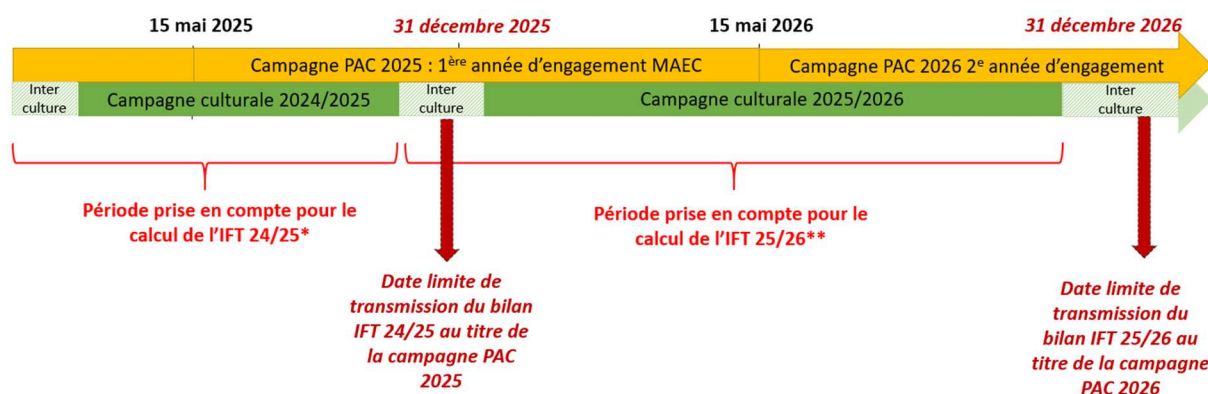 15 mai 2025
31 décembre 2025
15 mai 2026
31 décembre 2026
Campagne PAC 2025 : 1ère année d'engagement MAEC
Campagne PAC 2026 2e année d'engagement
Inter
culture
Campagne culturale 2024/2025
Inter
culture
Campagne culturale 2025/2026
Inter
culture
Période prise en compte pour le
calcul de l'IFT 24/25*
Période prise en compte pour le
calcul de l'IFT 25/26**
Date limite de
transmission du bilan
IFT 24/25 au titre de
la campagne PAC
2025
Date limite de
transmission du
bilan IFT 25/26 au
titre de la campagne
PAC 2026